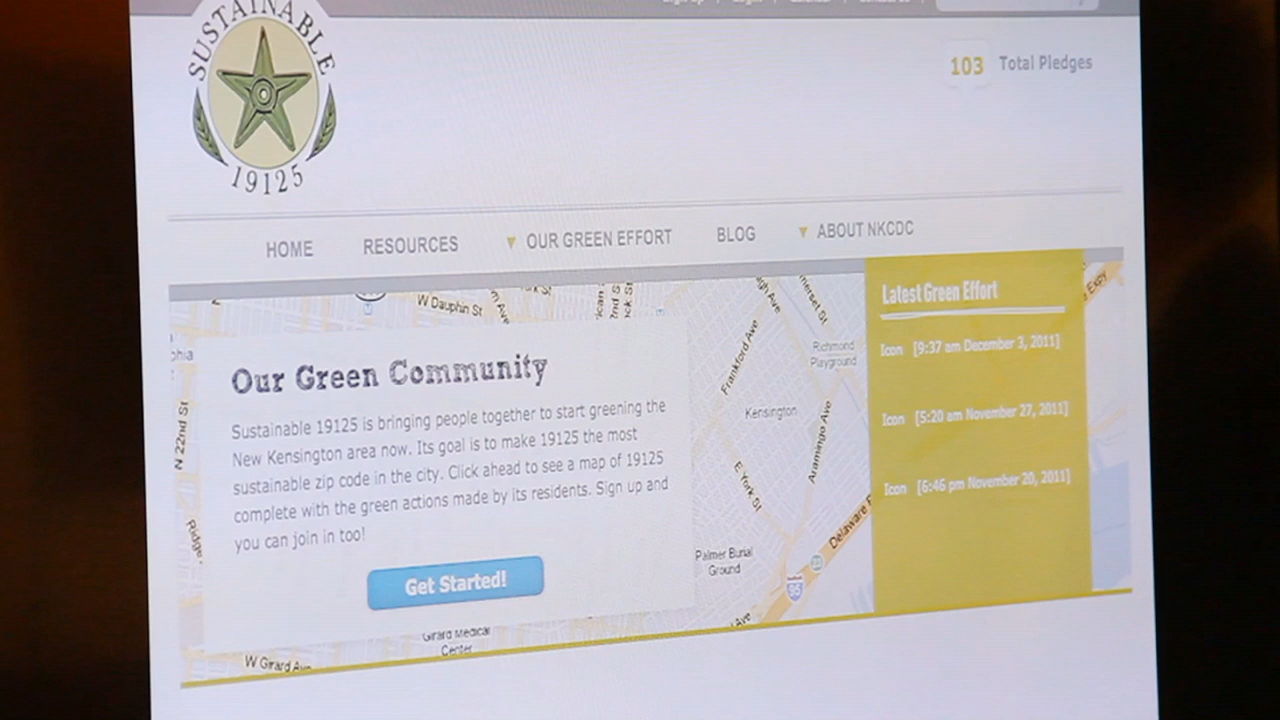 SUSTAINABLE
19125
103 Total Pledges
HOME RESOURCES OUR GREEN EFFORT BLOG ABOUT NKCDC
W Dauphin St
N 22nd St
Our Green Community
Sustainable 19125 is bringing people together to start greening the
New Kensington area now. Its goal is to make 19125 the most
sustainable zip code in the city. Click ahead to see a map of 19125
complete with the green actions made by its residents. Sign up and
you can join in too!
Get Started!
Girard Medical
Center
W Girard Ave
Frankford Ave
Richmond
Playground
Kensington
Aramingo Ave
E York St
Palmer Burial
Ground
Delaware
95
Expy
Latest Green Effort
Icon [9:37 am December 3, 2011]
Icon [5:20 am November 27, 2011]
Icon [6:46 pm November 20, 2011]